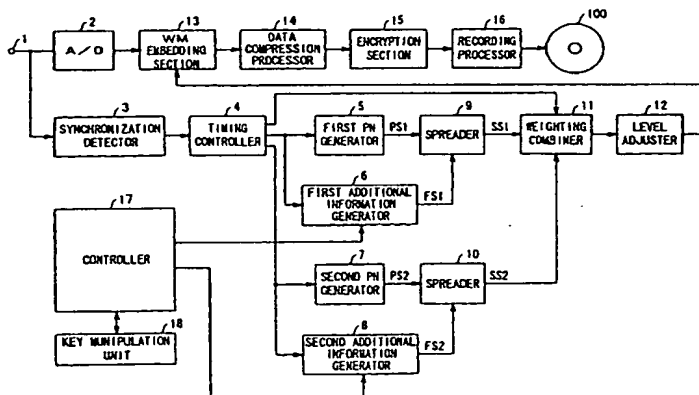 1
2
A/D
13
WM
EMBEDDING
SECTION
14
DATA
COMPRESSION
PROCESSOR
15
ENCRYPTION
SECTION
16
RECORDING
PROCESSOR
100
3
SYNCHRONIZATION
DETECTOR
4
TIMING
CONTROLLER
5
FIRST PN
GENERATOR
PS1
9
SPREADER
SS1
11
WEIGHTING
COMBINER
12
LEVEL
ADJUSTER
6
FIRST ADDITIONAL
INFORMATION
GENERATOR
FS1
17
CONTROLLER
7
SECOND PN
GENERATOR
PS2
10
SPREADER
SS2
8
SECOND ADDITIONAL
INFORMATION
GENERATOR
FS2
KEY MUNIPULATION
UNIT
18